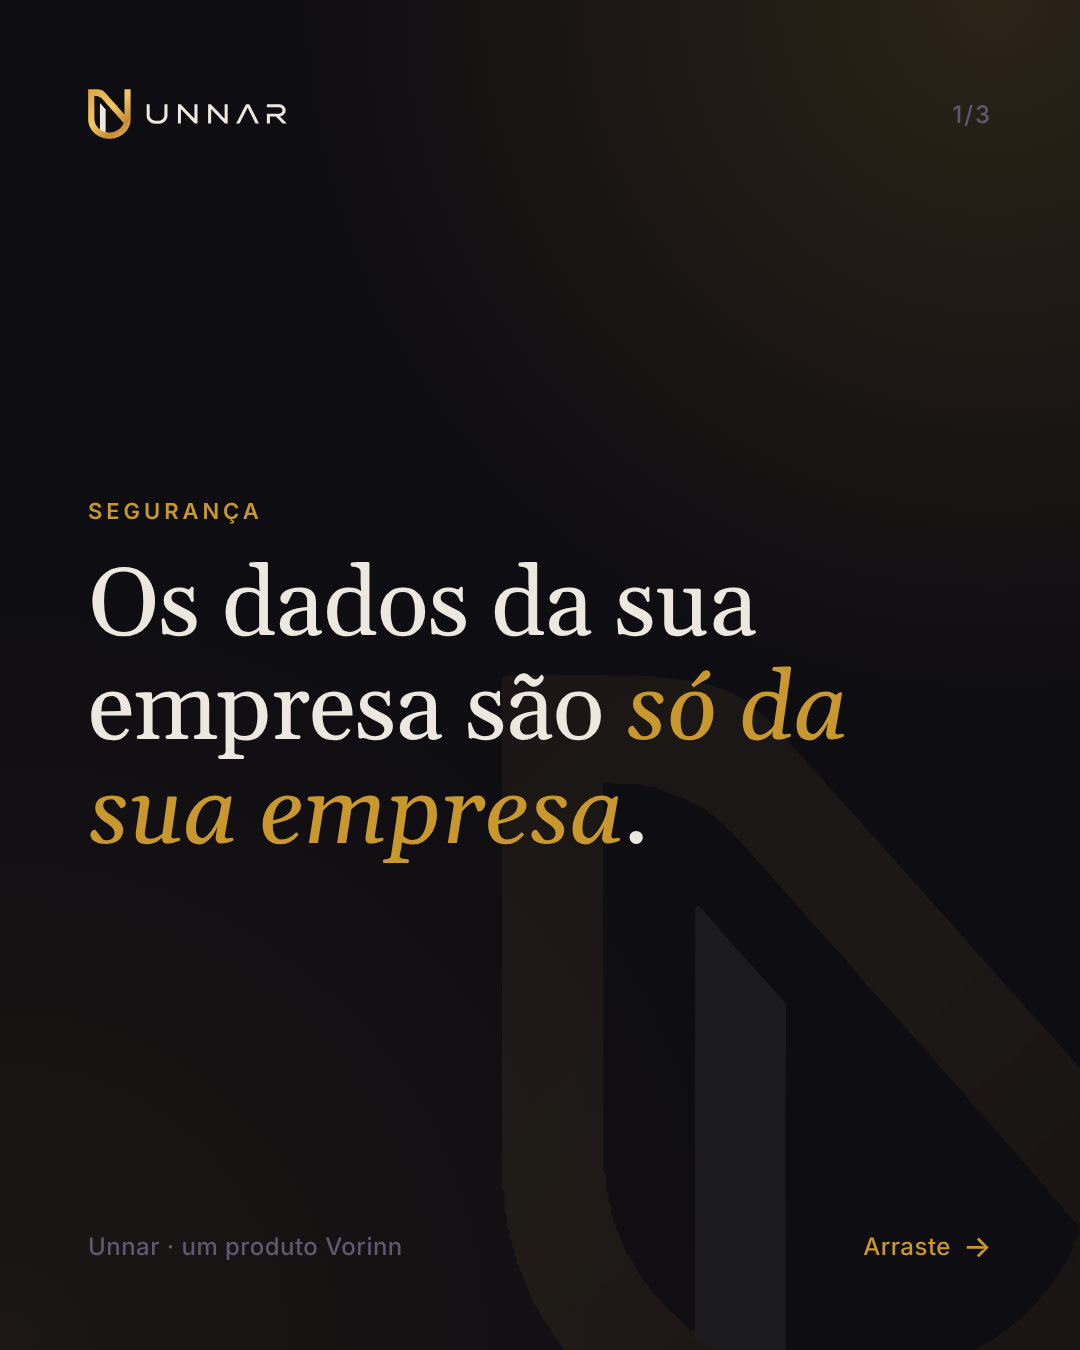 UNNAR
1/3
SEGURANÇA
Os dados da sua
empresa são só da
sua empresa.
Unnar · um produto Vorinn
Arraste →